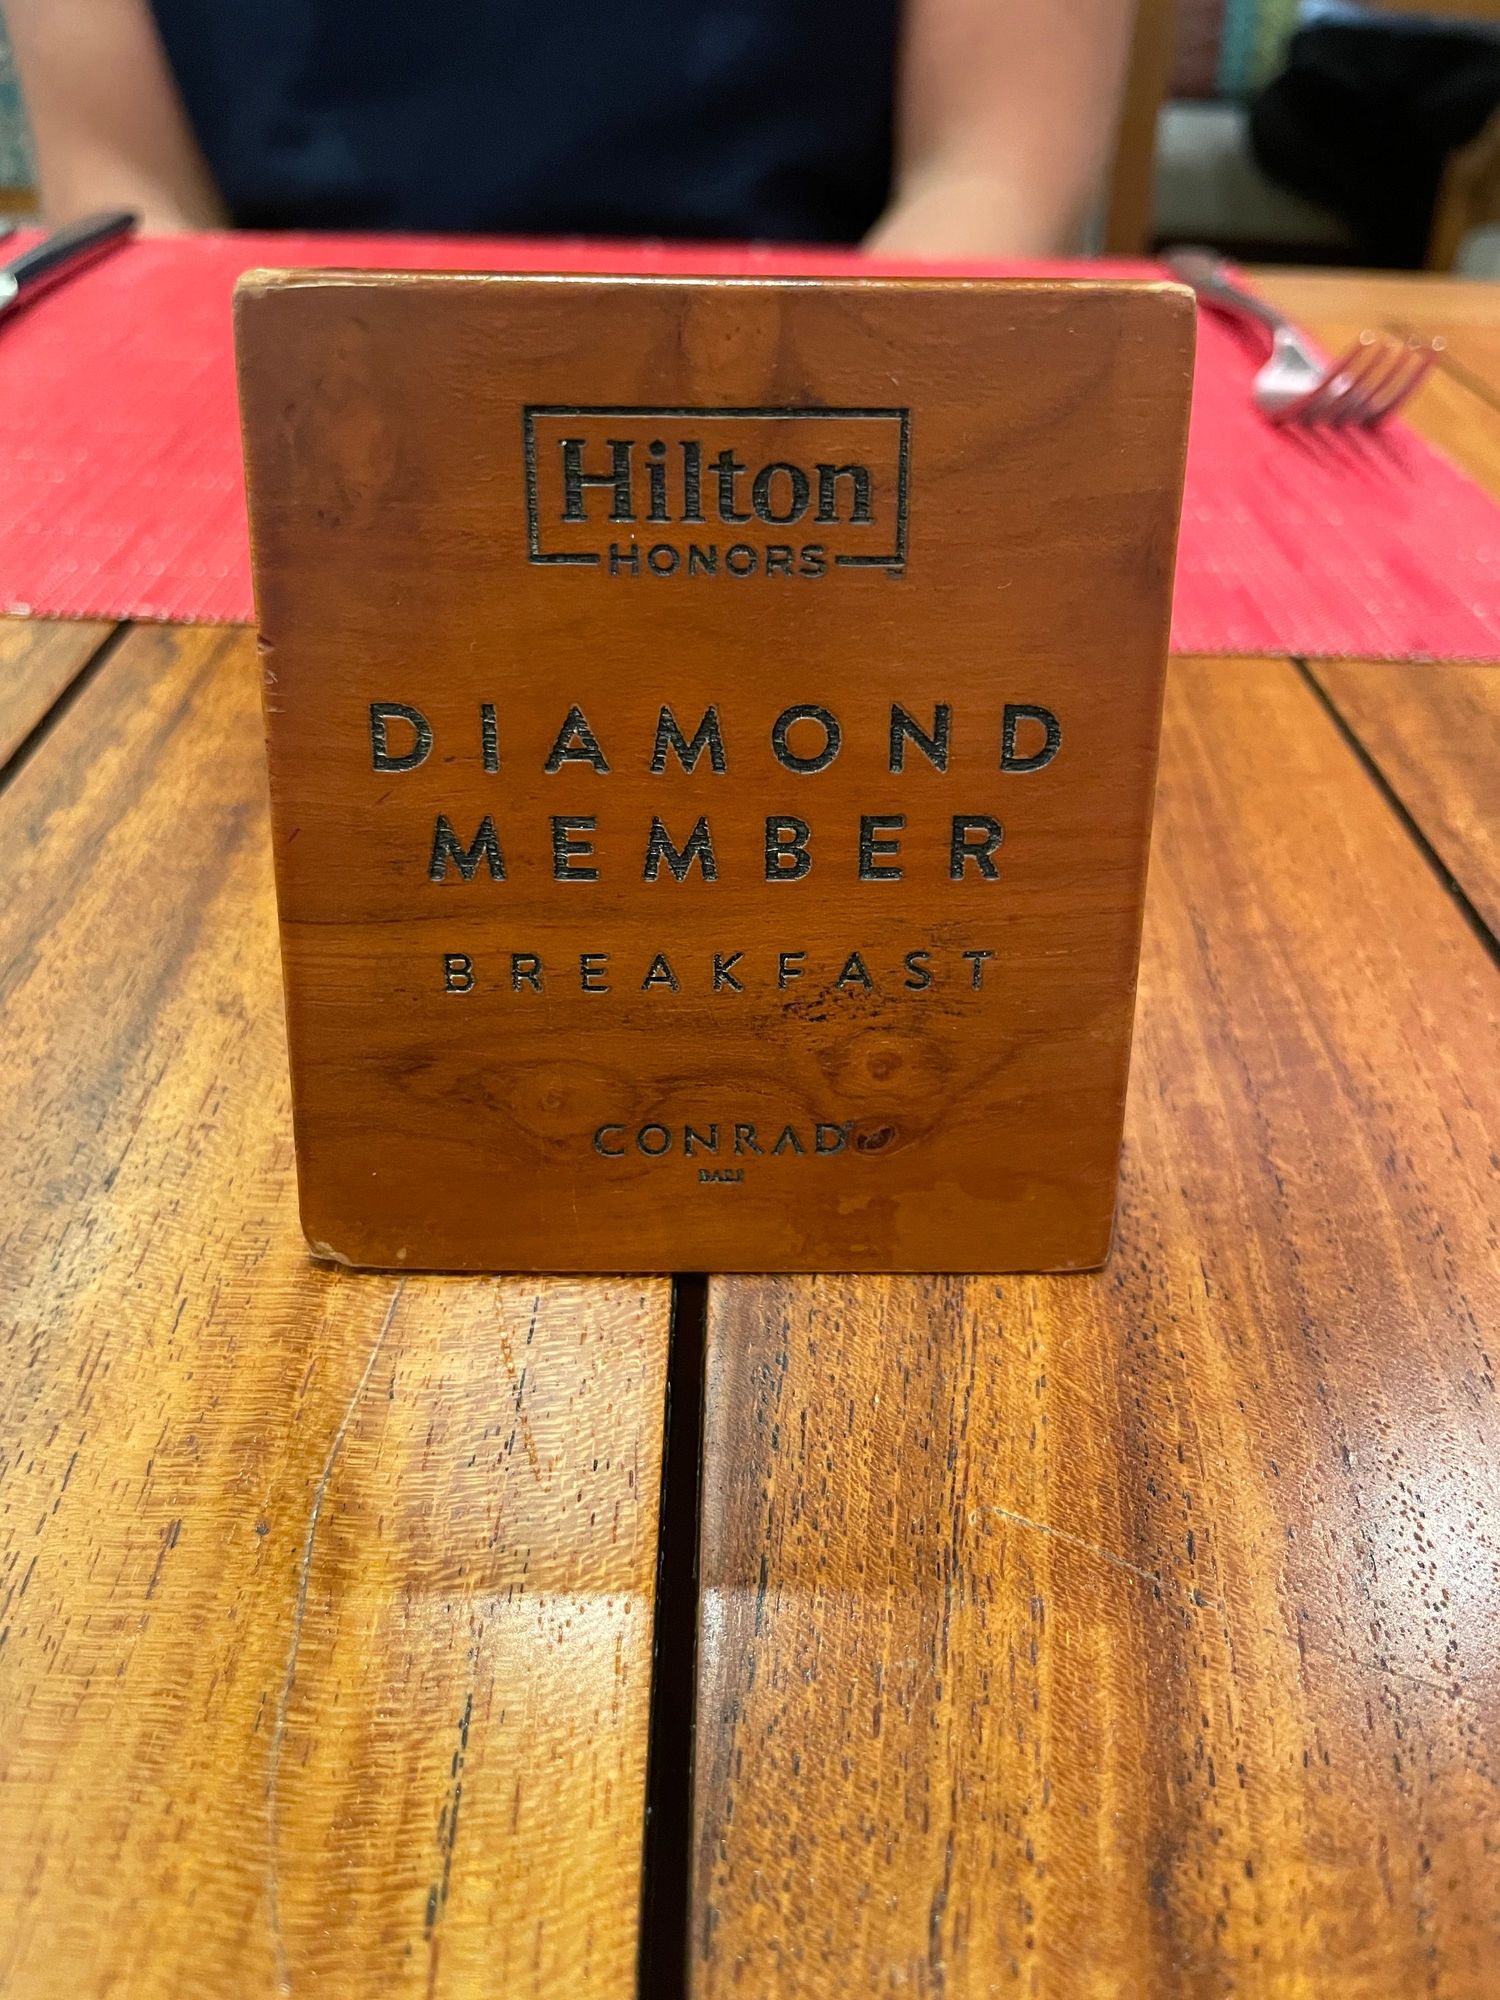 Hilton
HONORS
DIAMOND
MEMBER
BREAKFAST
CONRAD
BALI